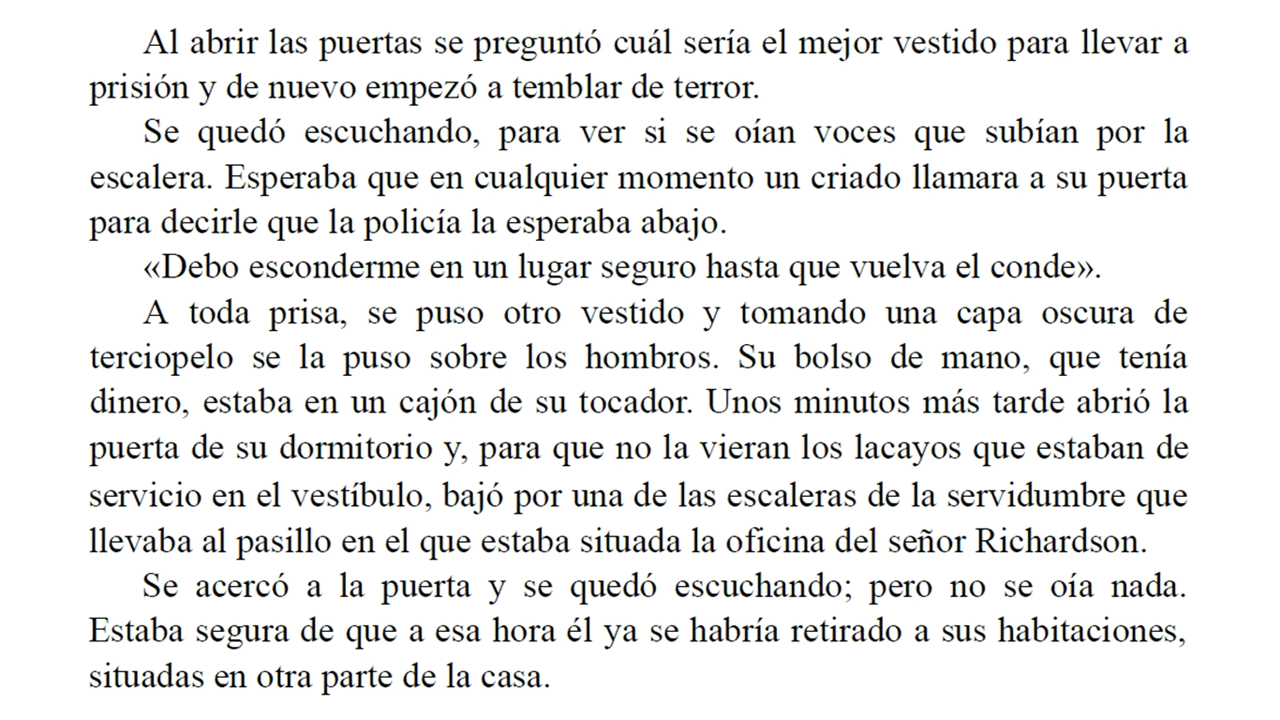 Al abrir las puertas se preguntó cuál sería el mejor vestido para llevar a
prisión y de nuevo empezó a temblar de terror.
Se quedó escuchando, para ver si se oían voces que subían por la
escalera. Esperaba que en cualquier momento un criado llamara a su puerta
para decirle que la policía la esperaba abajo.
«Debo esconderme en un lugar seguro hasta que vuelva el conde».
A toda prisa, se puso otro vestido y tomando una capa oscura de
terciopelo se la puso sobre los hombros. Su bolso de mano, que tenía
dinero, estaba en un cajón de su tocador. Unos minutos más tarde abrió la
puerta de su dormitorio y, para que no la vieran los lacayos que estaban de
servicio en el vestíbulo, bajó por una de las escaleras de la servidumbre que
llevaba al pasillo en el que estaba situada la oficina del señor Richardson.
Se acercó a la puerta y se quedó escuchando; pero no se oía nada.
Estaba segura de que a esa hora él ya se habría retirado a sus habitaciones,
situadas en otra parte de la casa.